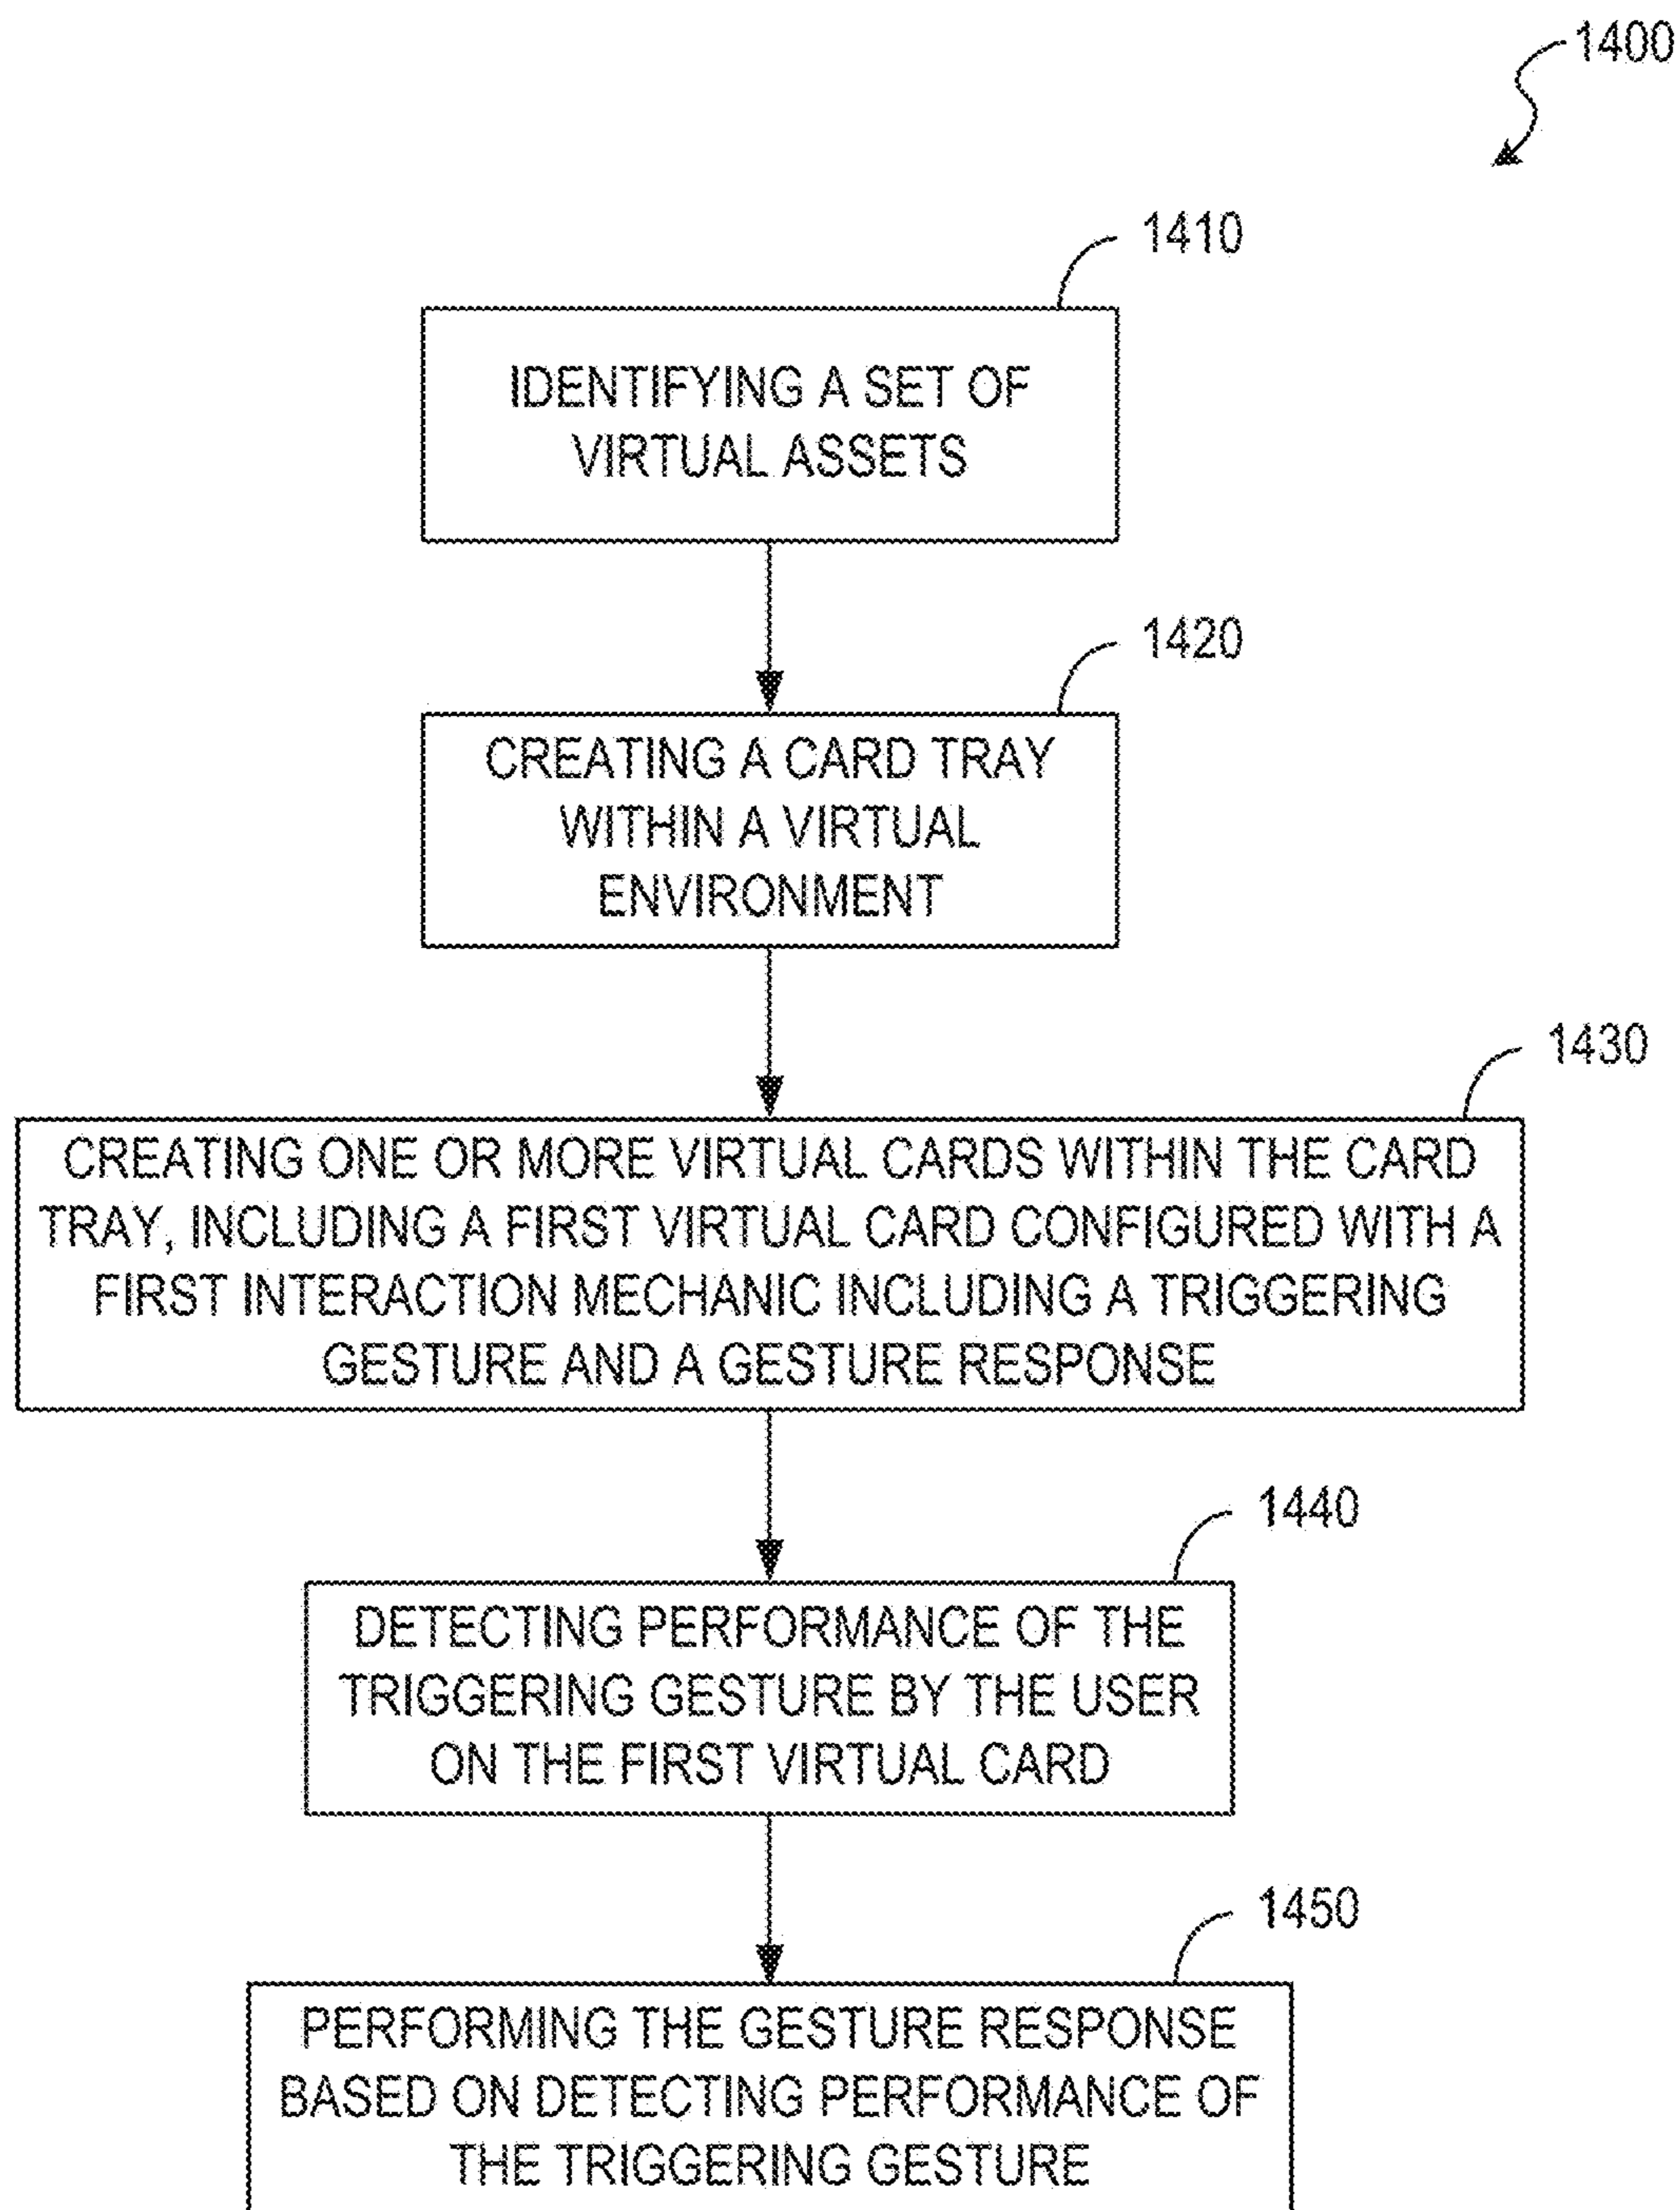 1400
1410
IDENTIFYING A SET OF
VIRTUAL ASSETS
1420
CREATING A CARD TRAY
WITHIN A VIRTUAL
ENVIRONMENT
1430
CREATING ONE OR MORE VIRTUAL CARDS WITHIN THE CARD
TRAY, INCLUDING A FIRST VIRTUAL CARD CONFIGURED WITH A
FIRST INTERACTION MECHANIC INCLUDING A TRIGGERING
GESTURE AND A GESTURE RESPONSE
1440
DETECTING PERFORMANCE OF THE
TRIGGERING GESTURE BY THE USER
ON THE FIRST VIRTUAL CARD
1450
PERFORMING THE GESTURE RESPONSE
BASED ON DETECTING PERFORMANCE OF
THE TRIGGERING GESTURE